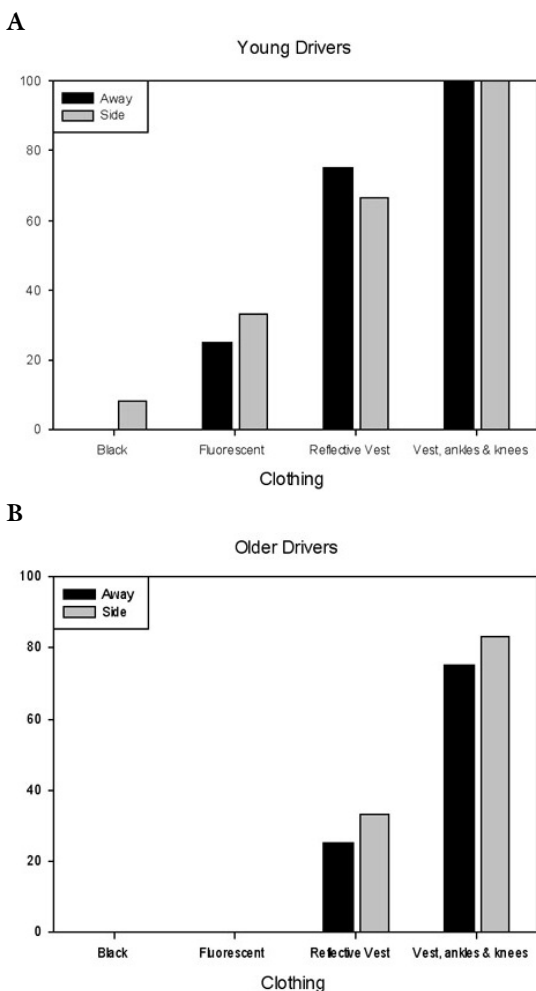 A
Young Drivers
100
Away
Side
80
60
40
20
0
Black Fluorescent Reflective Vest Vest, ankles & knees
Clothing
B
Older Drivers
100
Away
Side
80
60
40
20
0
Black Fluorescent Reflective Vest Vest, ankles & knees
Clothing